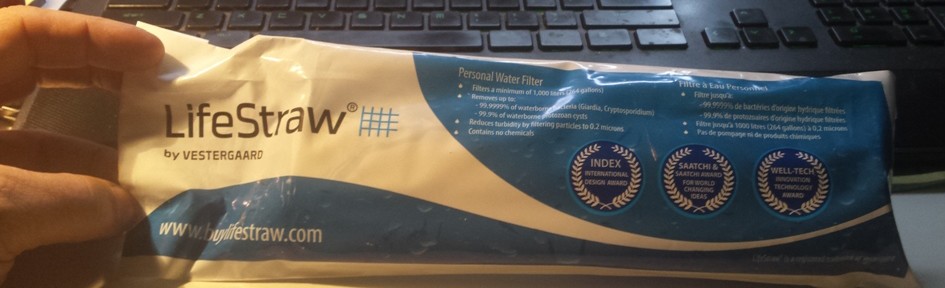 LifeStraw®
by VESTERGAARD
www.buylifestraw.com
Personal Water Filter
• Filters a minimum of 1,000 liters (264 gallons)
• Removes up to:
- 99.9999% of waterborne bacteria (Giardia, Cryptosporidium)
- 99.9% of waterborne protozoan cysts
• Reduces turbidity by filtering particles to 0.2 microns
• Contains no chemicals
Filtre à Eau Personnel
• Filter jusqu'à:
- 99.9999% de bactéries d'origine hydrique filtrées
- 99.9% de protozoaires d'origine hydrique filtrées
• Filtre jusqu'à 1000 litres (264 gallons) à 0,2 microns
• Pas de pompage ni de produits chimiques
INDEX
INTERNATIONAL
DESIGN AWARD
SAATCHI &
SAATCHI AWARD
FOR WORLD
CHANGING
IDEAS
WELL-TECH
INNOVATION
TECHNOLOGY
AWARD